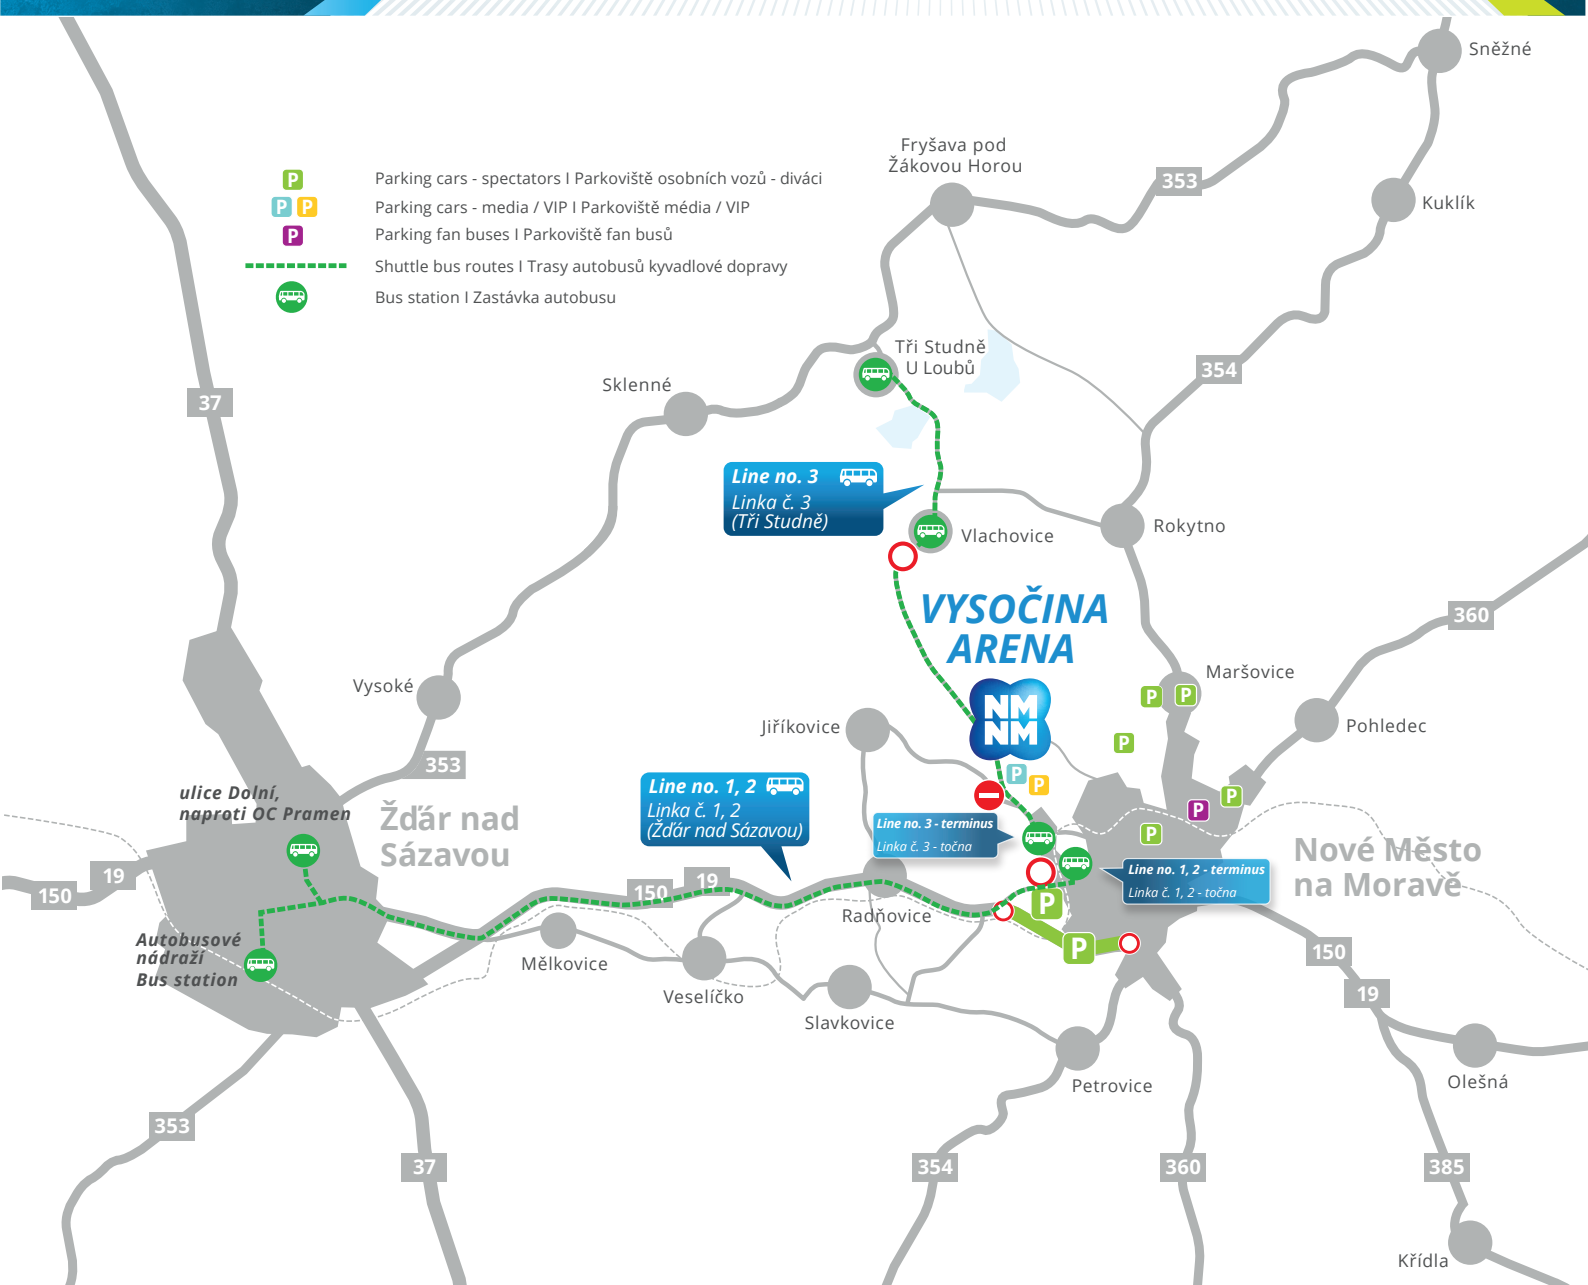 Sněžné
Fryšava pod
Žákovou Horou
353
Kuklík
P Parking cars - spectators I Parkoviště osobních vozů - diváci
P P Parking cars - media / VIP I Parkoviště média / VIP
P Parking fan buses I Parkoviště fan busů
Shuttle bus routes I Trasy autobusů kyvadlové dopravy
Bus station I Zastávka autobusu
Tři Studně
U Loubů
354
Sklenné
37
Line no. 3
Linka č. 3
(Tři Studně)
Vlachovice
Rokytno
VYSOČINA
ARENA
360
Maršovice
P P
Vysoké
NM
NM
Jiříkovice
Pohledec
P
353
P
P
ulice Dolní,
naproti OC Pramen
Line no. 1, 2
Linka č. 1, 2
(Žďár nad Sázavou)
P
P
Žďár nad
Sázavou
Line no. 3 - terminus
Linka č. 3 - točna
P
Nové Město
na Moravě
Line no. 1, 2 - terminus
Linka č. 1, 2 - točna
19
150
150
19
Radňovice
P
P
Autobusové
nádraží
Bus station
Mělkovice
Veselíčko
Slavkovice
150
19
Petrovice
Olešná
353
37
354
360
385
Křídla